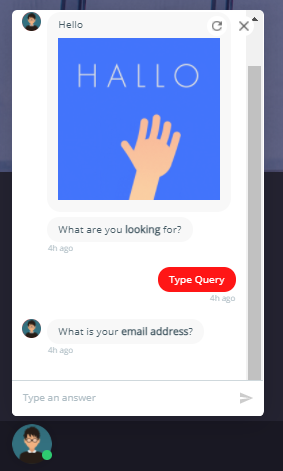 Hello
HALLO
What are you looking for?
4h ago
Type Query
4h ago
What is your email address?
4h ago
Type an answer